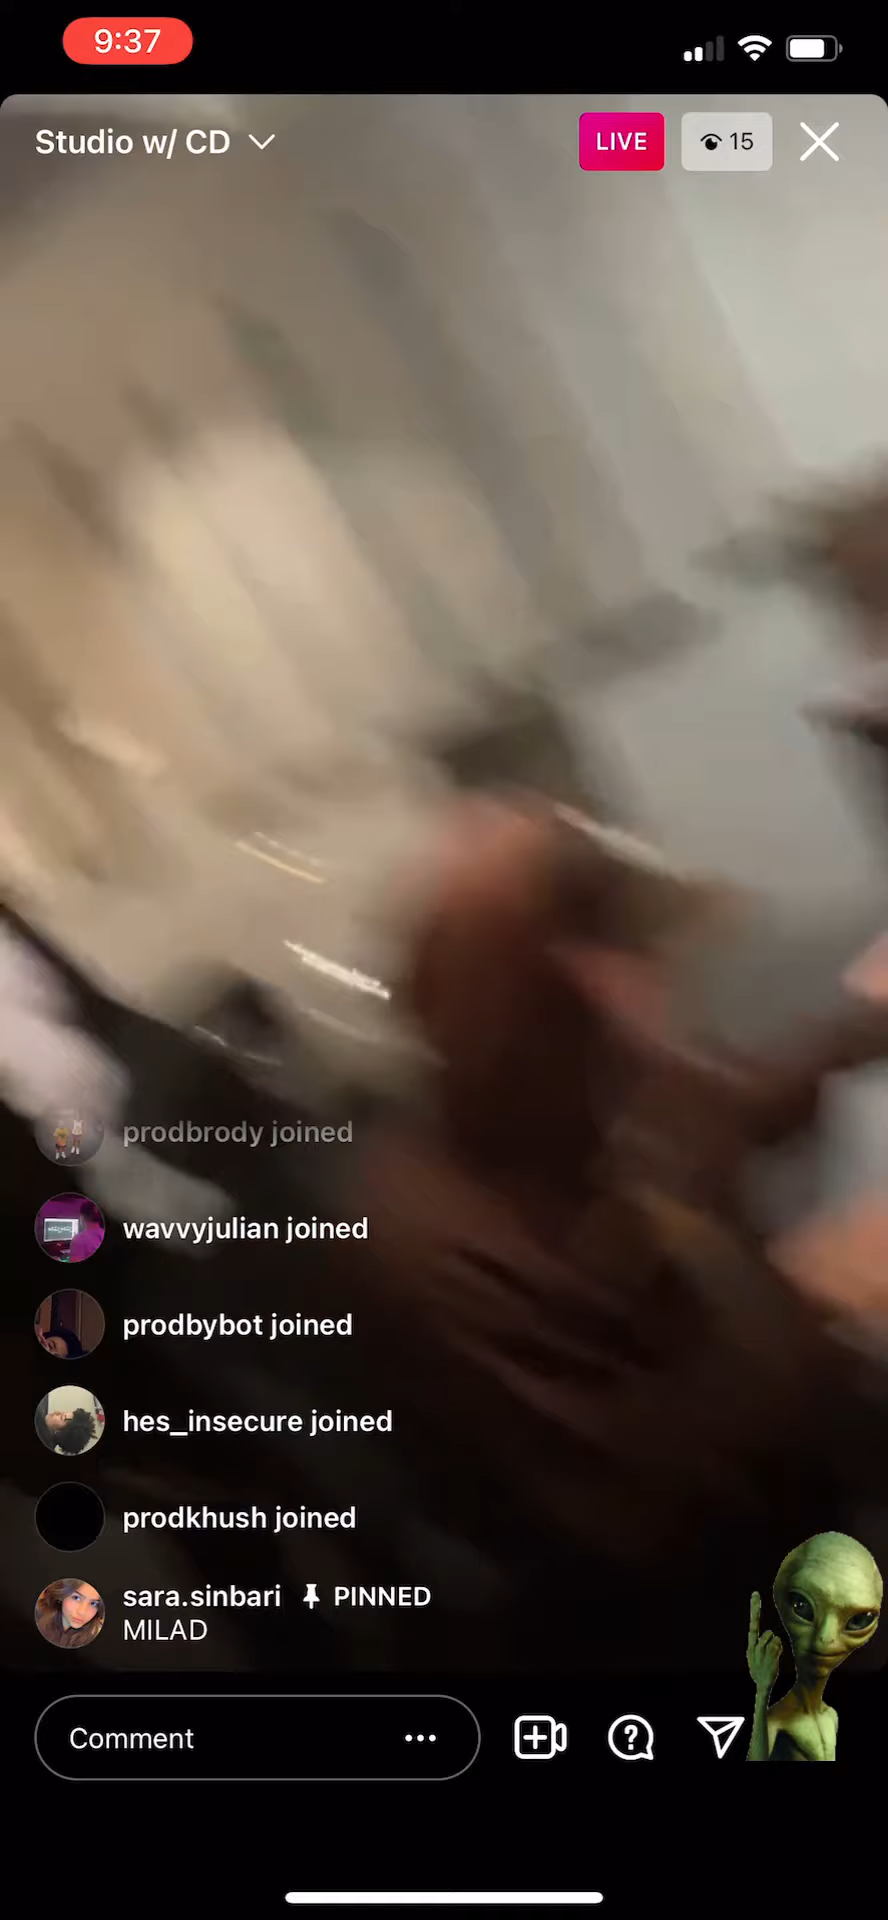 9:37
Studio w/ CD
LIVE
15
prodbrody joined
wavvyjulian joined
prodbybot joined
hes_insecure joined
prodkhush joined
sara.sinbari PINNED
MILAD
Comment